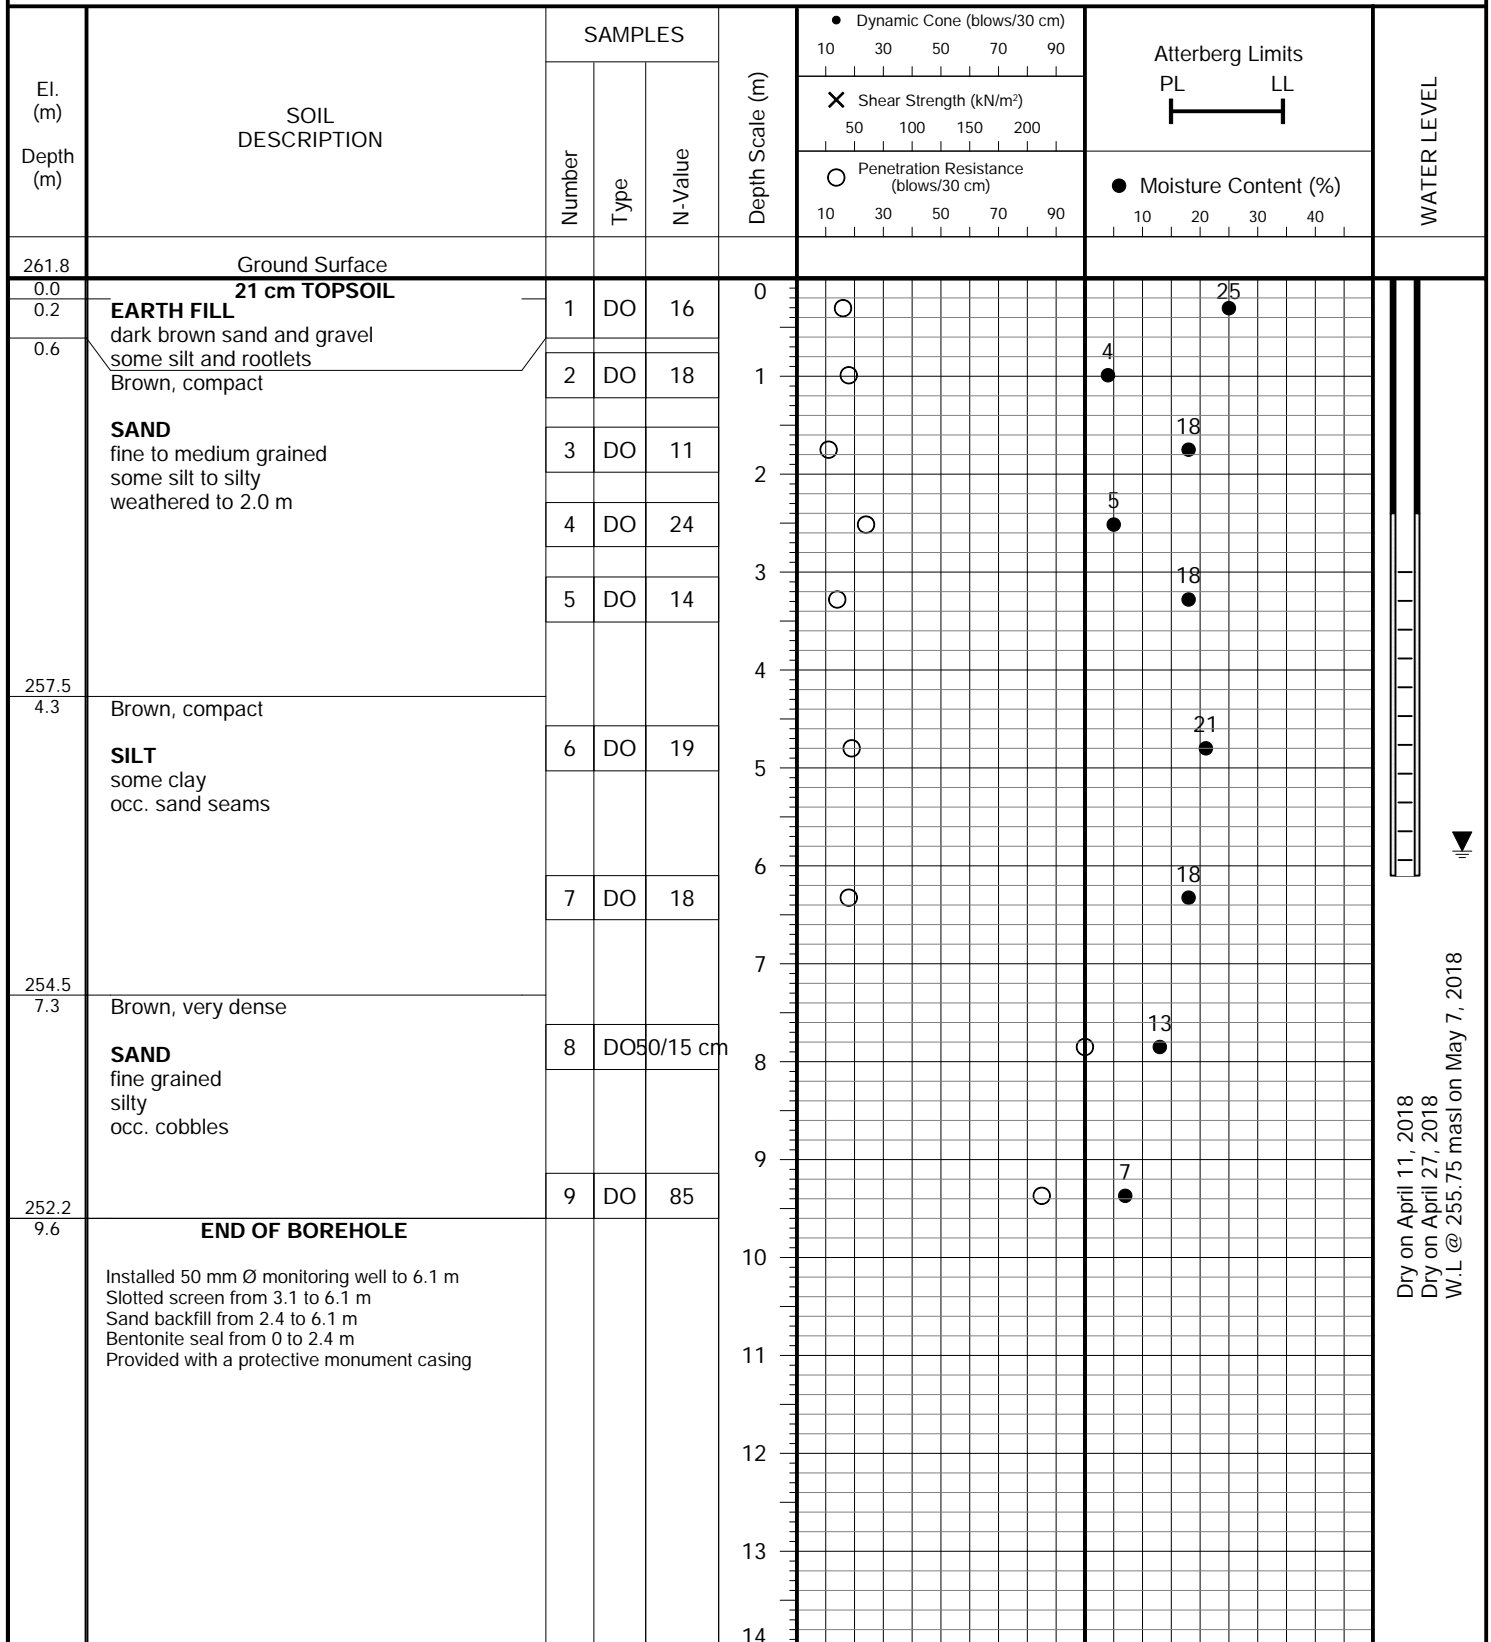 El.
(m)
Depth
(m)
SOIL
DESCRIPTION
SAMPLES
Number
Type
N-Value
Depth Scale (m)
Dynamic Cone (blows/30 cm)
10 30 50 70 90
Shear Strength (kN/m²)
50 100 150 200
Penetration Resistance
(blows/30 cm)
10 30 50 70 90
Atterberg Limits
PL LL
Moisture Content (%)
10 20 30 40
WATER LEVEL
261.8 Ground Surface
0.0 21 cm TOPSOIL 0
0.2 EARTH FILL 1 DO 16 25
dark brown sand and gravel
0.6 some silt and rootlets 4
Brown, compact 2 DO 18 1
SAND 18
fine to medium grained 3 DO 11
some silt to silty 2
weathered to 2.0 m 5
4 DO 24
3 18
5 DO 14
4
257.5
4.3 Brown, compact 21
SILT 6 DO 19
some clay 5
occ. sand seams
6 18
7 DO 18
7
254.5
7.3 Brown, very dense 13
SAND 8 DO 50/15 cm 8
fine grained
silty
occ. cobbles
9 7
252.2 9 DO 85
9.6 END OF BOREHOLE
10
Installed 50 mm Ø monitoring well to 6.1 m
Slotted screen from 3.1 to 6.1 m
Sand backfill from 2.4 to 6.1 m
Bentonite seal from 0 to 2.4 m
Provided with a protective monument casing
11
12
13
14
Dry on April 11, 2018
Dry on April 27, 2018
W.L @ 255.75 masl on May 7, 2018